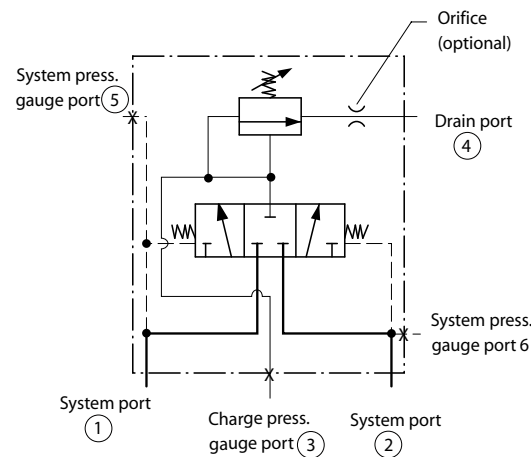 Orifice
(optional)
System press.
gauge port 5
Drain port
4
System press.
gauge port 6
System port
1
Charge press.
gauge port 3
System port
2